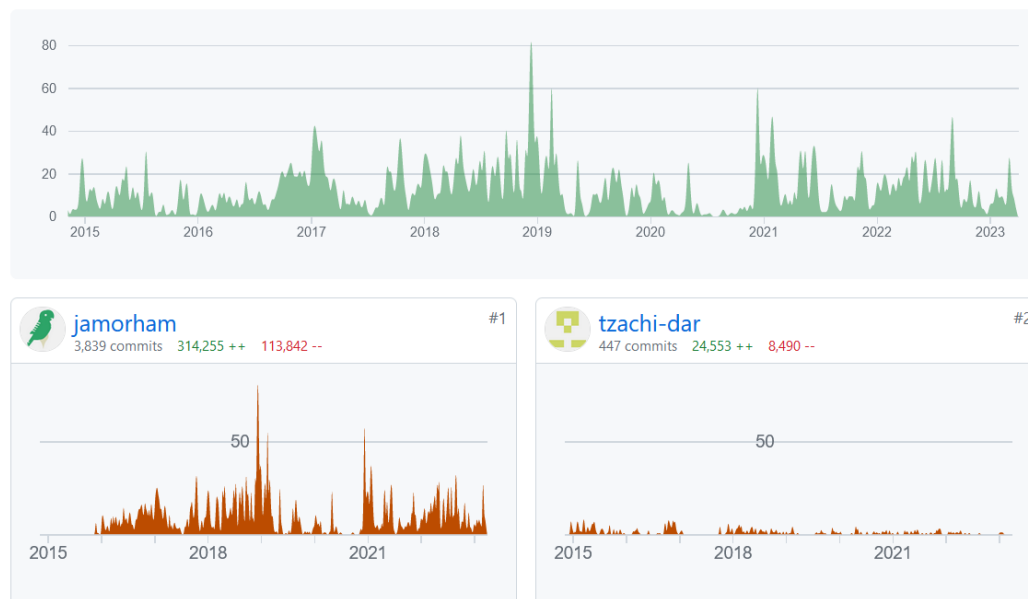 80
60
40
20
0
2015 2016 2017 2018 2019 2020 2021 2022 2023
jamorham #1
3,839 commits 314,255 ++ 113,842 --
50
2015 2018 2021
tzachi-dar #2
447 commits 24,553 ++ 8,490 --
50
2015 2018 2021